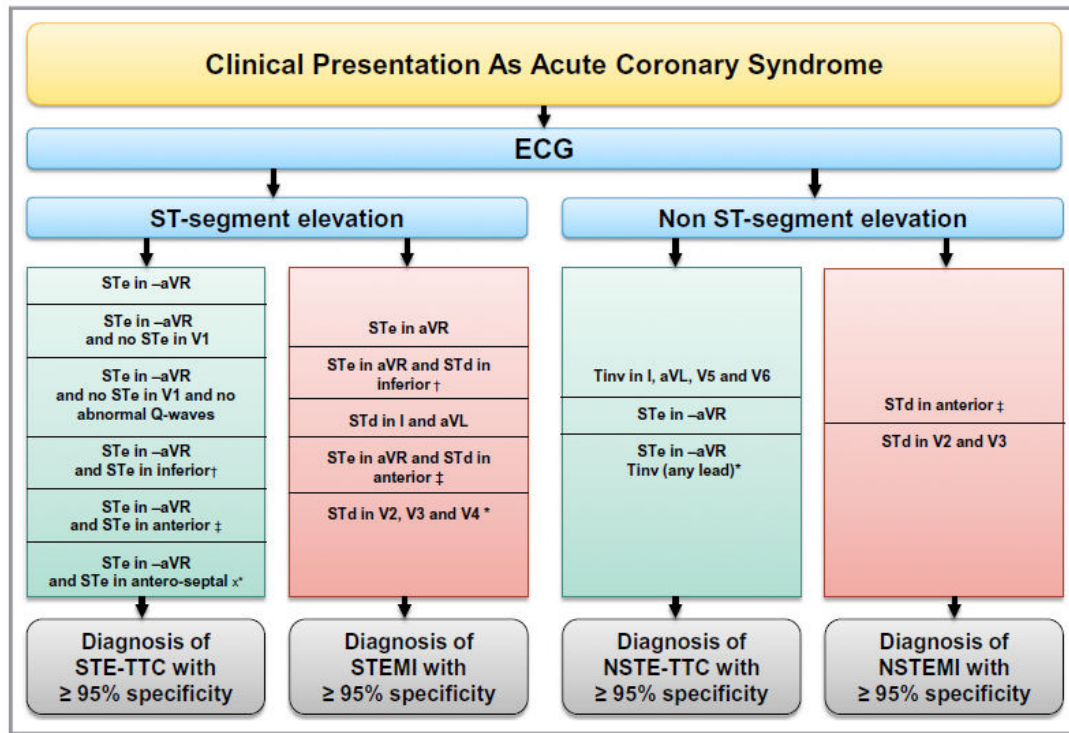 Clinical Presentation As Acute Coronary Syndrome
ECG
ST-segment elevation
Non ST-segment elevation
STe in –aVR
STe in –aVR
and no STe in V1
STe in –aVR
and no STe in V1 and no
abnormal Q-waves
STe in –aVR
and STe in inferior†
STe in –aVR
and STe in anterior ‡
STe in –aVR
and STe in antero-septal x*
STe in aVR
STe in aVR and STd in
inferior †
STd in I and aVL
STe in aVR and STd in
anterior ‡
STd in V2, V3 and V4 *
Tinv in I, aVL, V5 and V6
STe in –aVR
STe in –aVR
Tinv (any lead)*
STd in anterior ‡
STd in V2 and V3
Diagnosis of
STE-TTC with
≥ 95% specificity
Diagnosis of
STEMI with
≥ 95% specificity
Diagnosis of
NSTE-TTC with
≥ 95% specificity
Diagnosis of
NSTEMI with
≥ 95% specificity